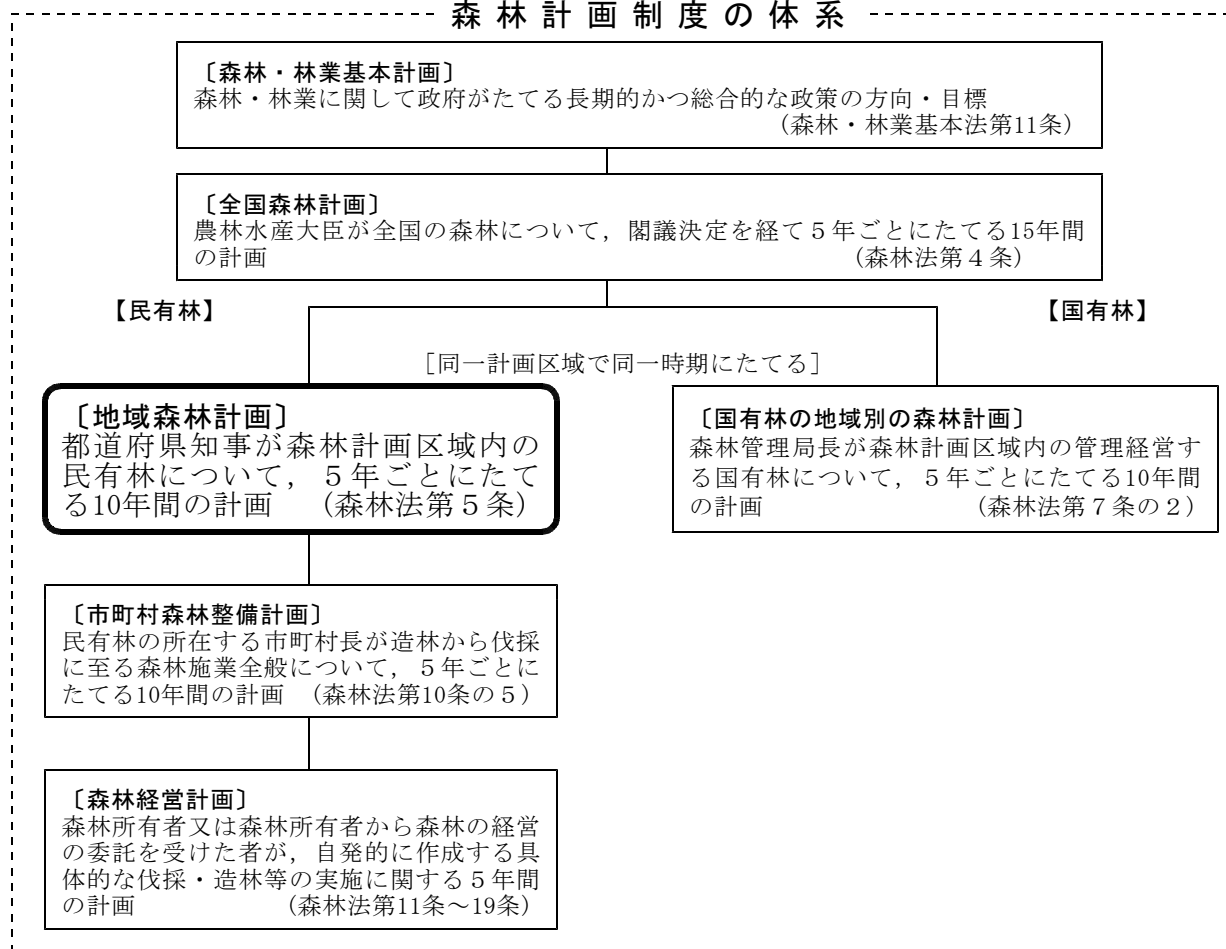 森林計画制度の体系
〔森林・林業基本計画〕
森林・林業に関して政府がたてる長期的かつ総合的な政策の方向・目標
(森林・林業基本法第11条)
〔全国森林計画〕
農林水産大臣が全国の森林について，閣議決定を経て５年ごとにたてる15年間
の計画　(森林法第４条)
【民有林】
【国有林】
［同一計画区域で同一時期にたてる］
〔地域森林計画〕
都道府県知事が森林計画区域内の
民有林について，５年ごとにたて
る10年間の計画　(森林法第５条)
〔国有林の地域別の森林計画〕
森林管理局長が森林計画区域内の管理経営す
る国有林について，５年ごとにたてる10年間
の計画　(森林法第７条の２)
〔市町村森林整備計画〕
民有林の所在する市町村長が造林から伐採
に至る森林施業全般について，５年ごとに
たてる10年間の計画　(森林法第10条の５)
〔森林経営計画〕
森林所有者又は森林所有者から森林の経営
の委託を受けた者が，自発的に作成する具
体的な伐採・造林等の実施に関する５年間
の計画　(森林法第11条～19条)